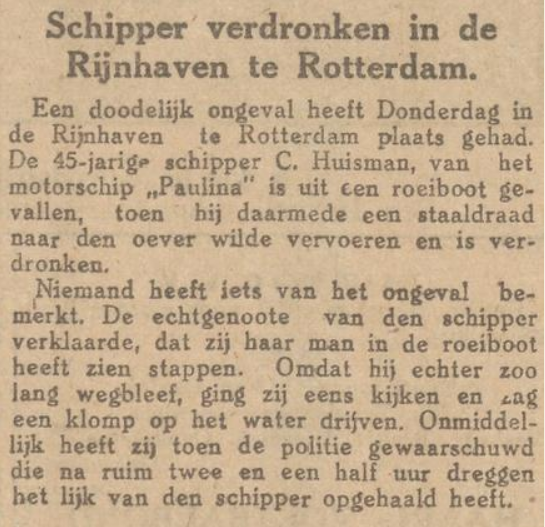 Schipper verdronken in de
Rijnhaven te Rotterdam.
Een doodelijk ongeval heeft Donderdag in
de Rijnhaven te Rotterdam plaats gehad.
De 45-jarige schipper C. Huisman, van het
motorschip „Paulina" is uit een roeiboot ge-
vallen, toen hij daarmede een staaldraad
naar den oever wilde vervoeren en is ver-
dronken.
Niemand heeft iets van het ongeval be-
merkt. De echtgenoote van den schipper
verklaarde, dat zij haar man in de roeiboot
heeft zien stappen. Omdat hij echter zoo
lang wegbleef, ging zij eens kijken en zag
een klomp op het water drijven. Onmiddel-
lijk heeft zij toen de politie gewaarschuwd
die na ruim twee en een half uur dreggen
het lijk van den schipper opgehaald heeft.